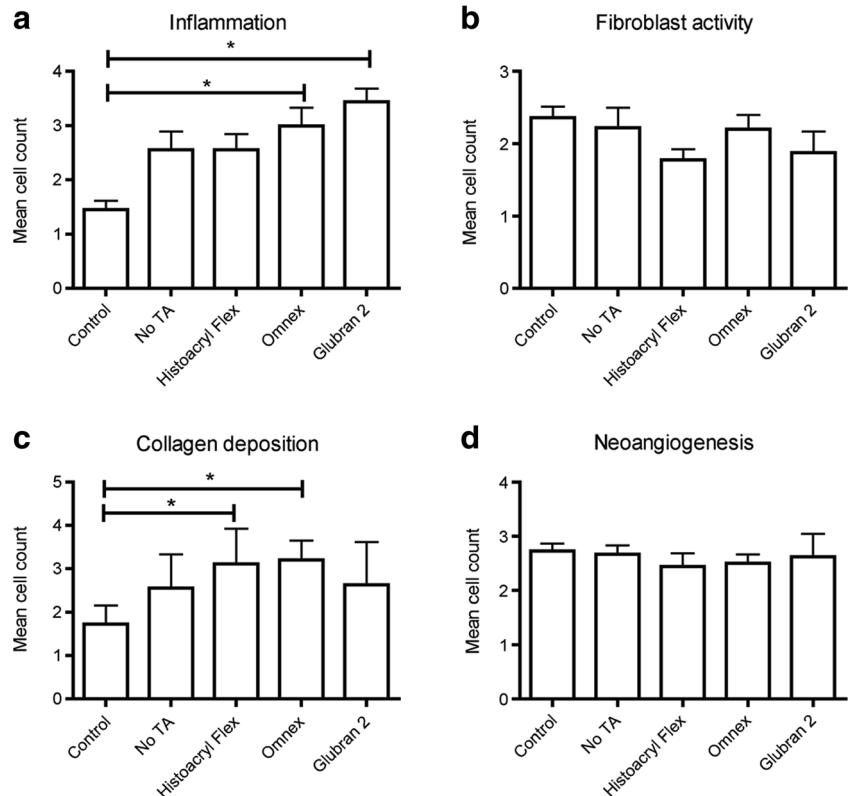 a
Inflammation
*
*
Mean cell count
4
3
2
1
0
Control
No TA
Histoacryl Flex
Omnex
Glubran 2
b
Fibroblast activity
Mean cell count
3
2
1
0
Control
No TA
Histoacryl Flex
Omnex
Glubran 2
c
Collagen deposition
*
*
Mean cell count
5
4
3
2
1
0
Control
No TA
Histoacryl Flex
Omnex
Glubran 2
d
Neoangiogenesis
Mean cell count
4
3
2
1
0
Control
No TA
Histoacryl Flex
Omnex
Glubran 2